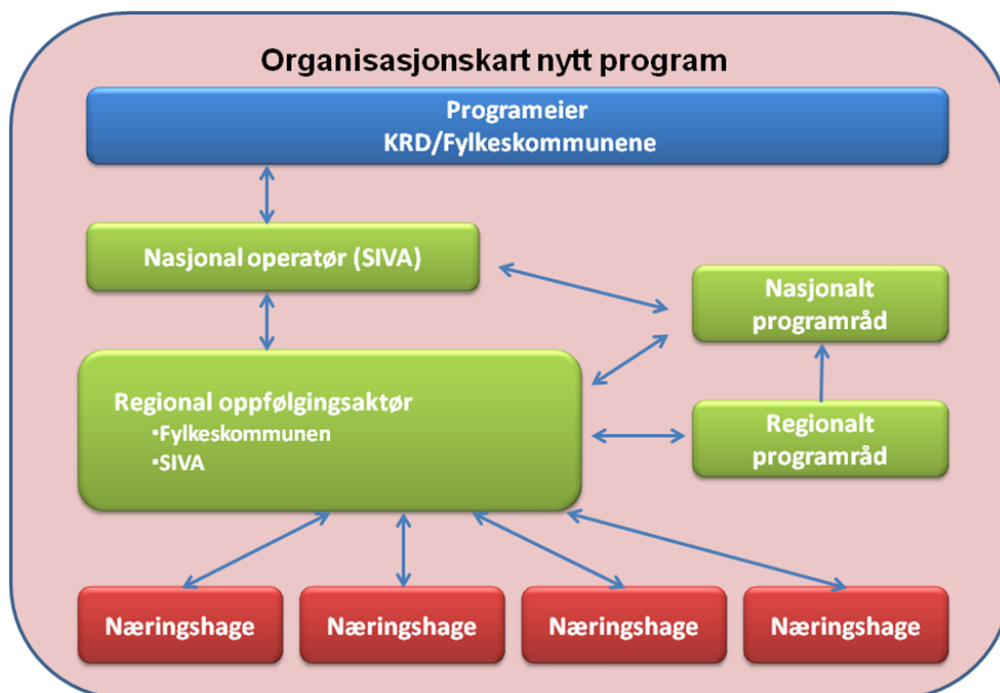 Organisasjonskart nytt program
Programeier
KRD/Fylkeskommunene
Nasjonal operatør (SIVA)
Nasjonalt
programråd
Regional oppfølgingsaktør
•Fylkeskommunen
•SIVA
Regionalt
programråd
Næringshage
Næringshage
Næringshage
Næringshage